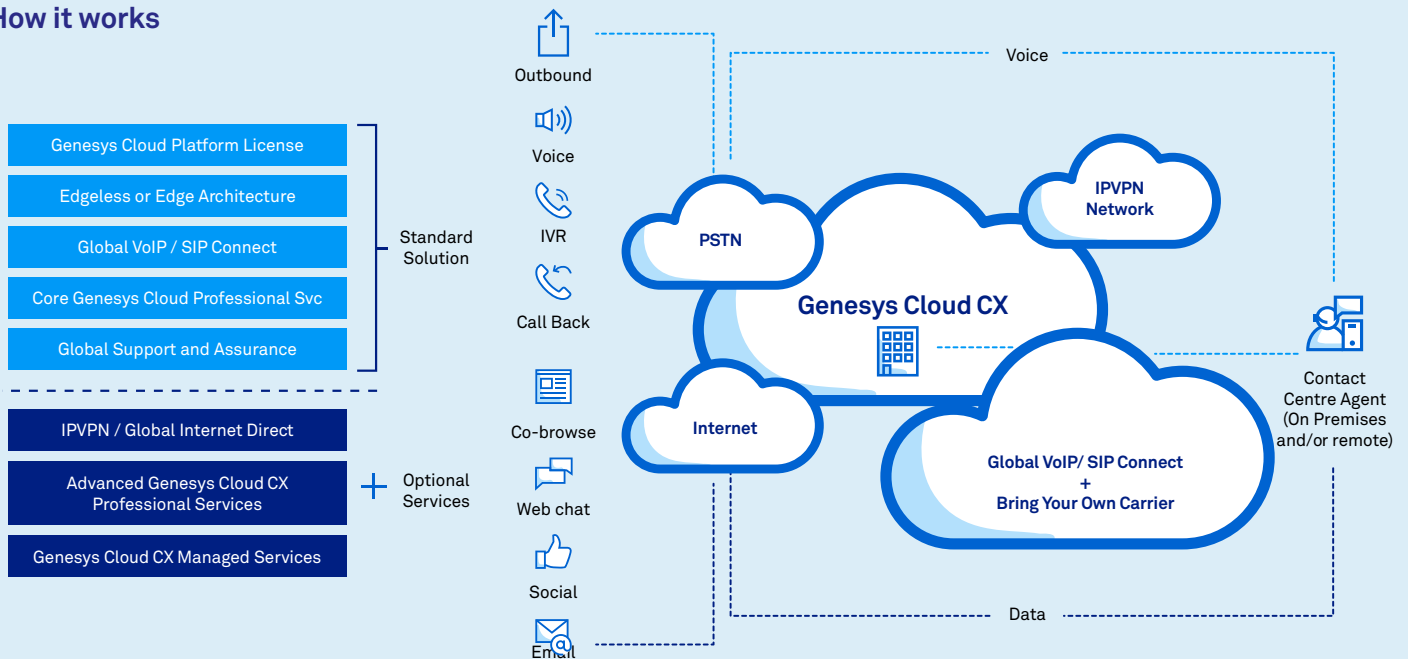 How it works
Genesys Cloud Platform License
Edgeless or Edge Architecture
Global VoIP / SIP Connect
Core Genesys Cloud Professional Svc
Global Support and Assurance
Standard
Solution
IPVPN / Global Internet Direct
Advanced Genesys Cloud CX
Professional Services
Genesys Cloud CX Managed Services
Optional
Services
Outbound
Voice
IVR
Call Back
Co-browse
Web chat
Social
Email
Voice
PSTN
IPVPN
Network
Genesys Cloud CX
Internet
Global VoIP/ SIP Connect
+
Bring Your Own Carrier
Contact
Centre Agent
(On Premises
and/or remote)
Data